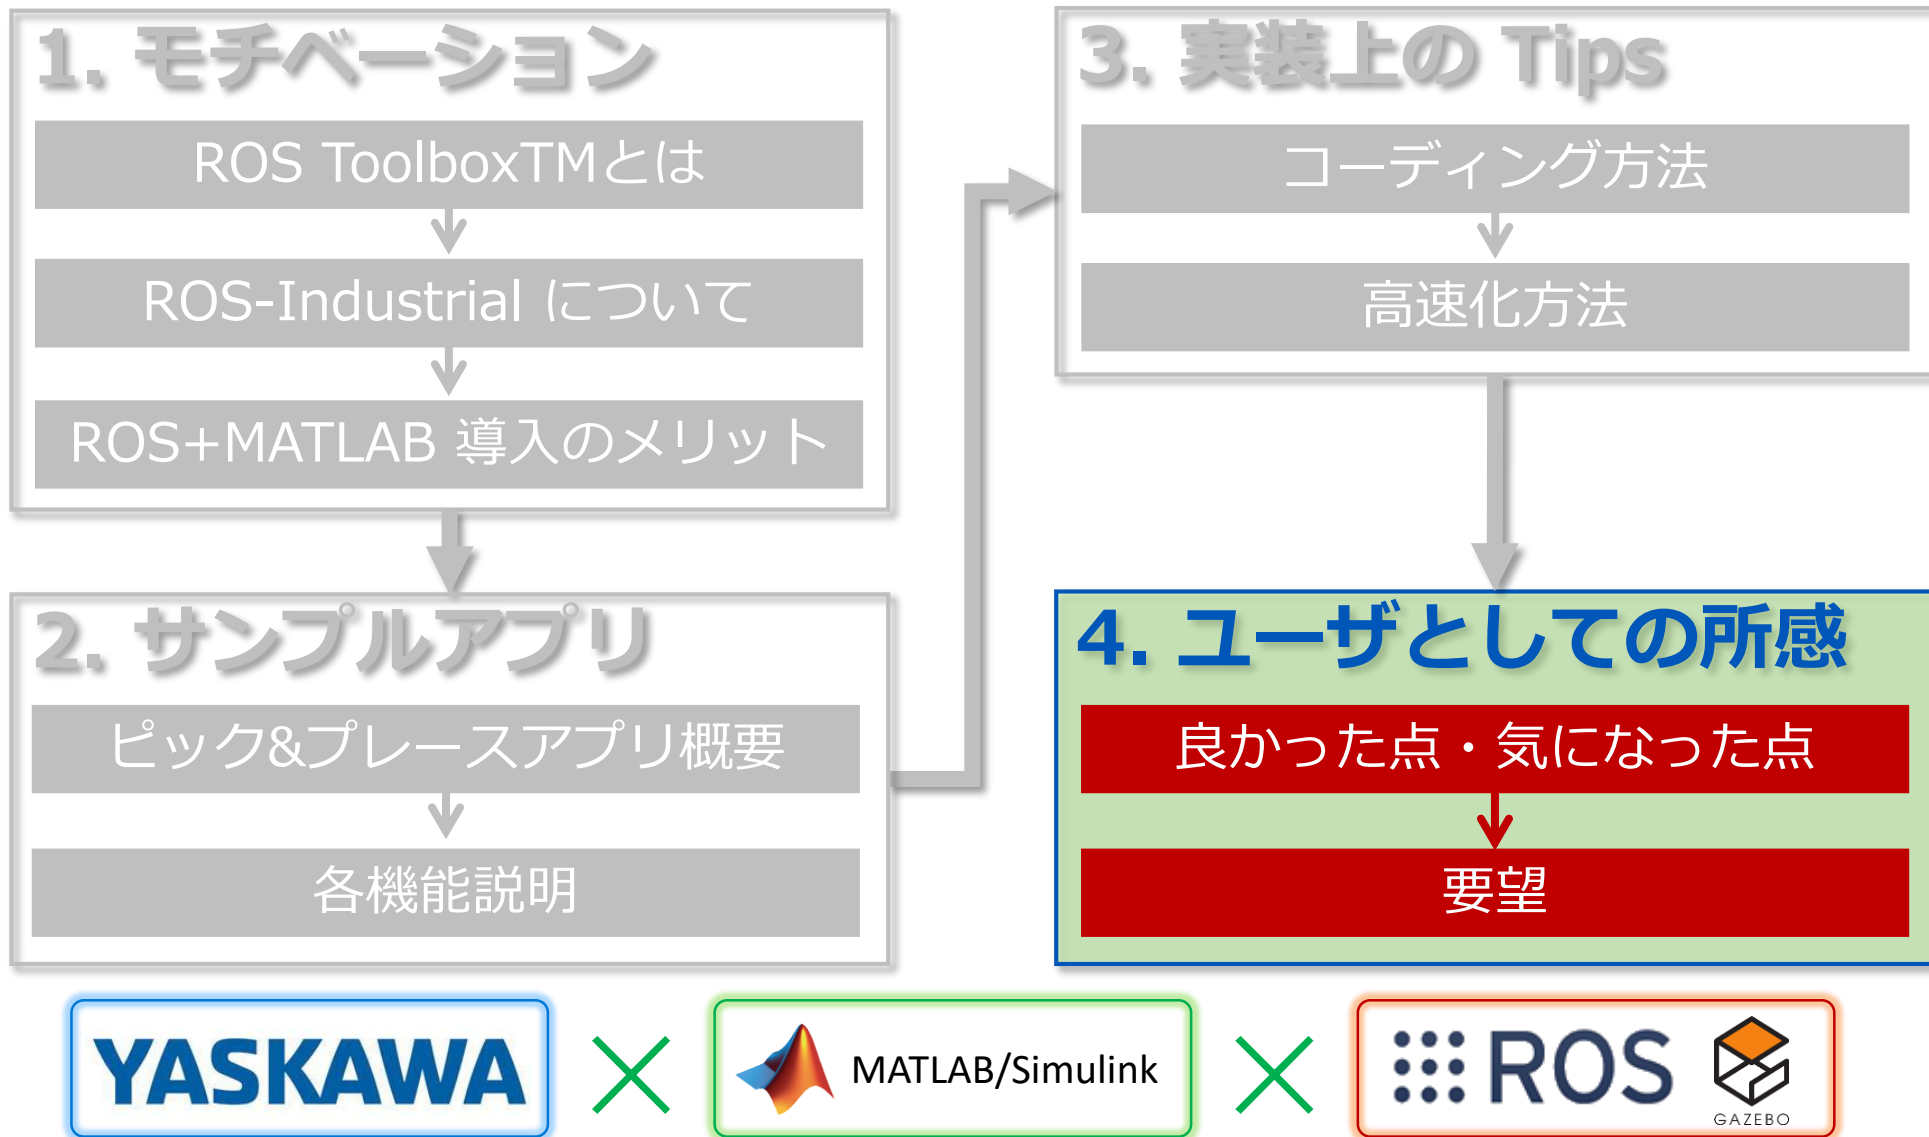 1. モチベーション
ROS ToolboxTMとは
ROS-Industrial について
ROS+MATLAB 導入のメリット
2. サンプルアプリ
ピック&プレースアプリ概要
各機能説明
3. 実装上の Tips
コーディング方法
高速化方法
4. ユーザとしての所感
良かった点・気になった点
要望
YASKAWA
MATLAB/Simulink
ROS
GAZEBO